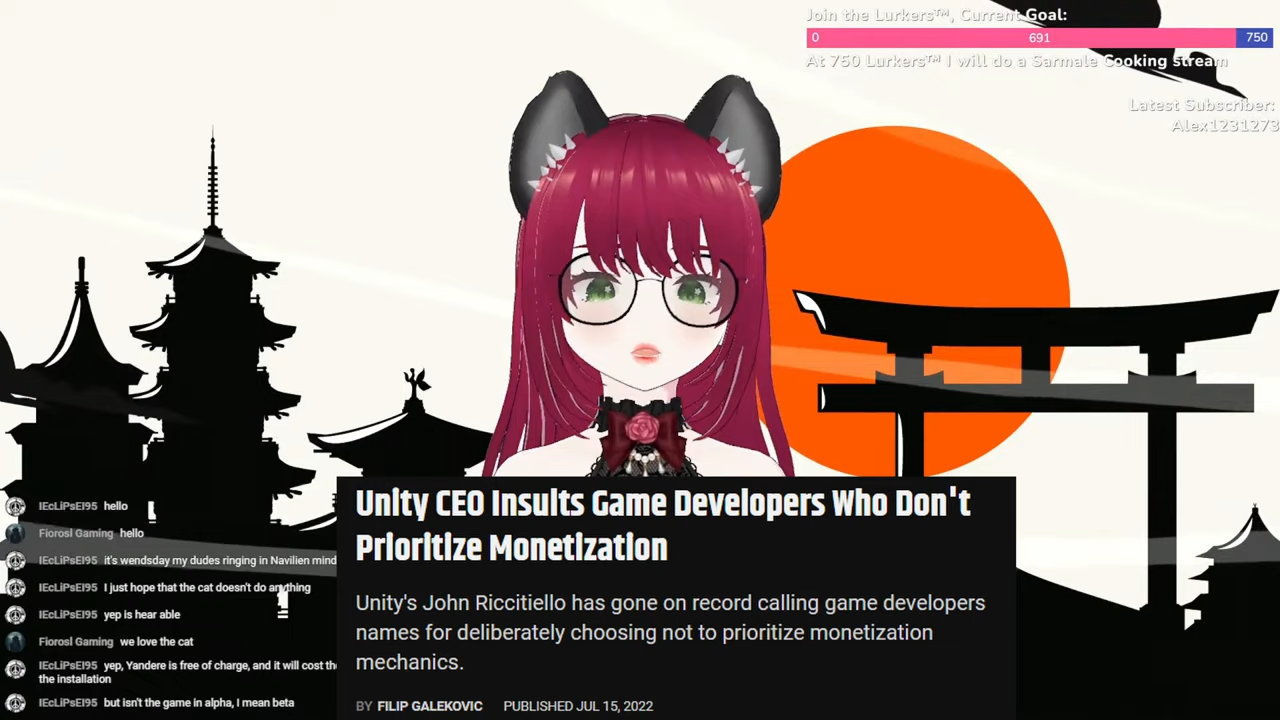 Join the Lurkers™, Current Goal:
0 691 750
At 750 Lurkers™ I will do a Sarmale Cooking stream
Latest Subscriber:
Alex1231273
IEcLiPsEI95 hello
Fiorosl Gaming hello
IEcLiPsEI95 it's wendsday my dudes ringing in Navilien mind
IEcLiPsEI95 I just hope that the cat doesn't do anything
IEcLiPsEI95 yep is hear able
Fiorosl Gaming we love the cat
IEcLiPsEI95 yep, Yandere is free of charge, and it will cost the
the installation
IEcLiPsEI95 but isn't the game in alpha, I mean beta
Unity CEO Insults Game Developers Who Don't
Prioritize Monetization
Unity's John Riccitiello has gone on record calling game developers
names for deliberately choosing not to prioritize monetization
mechanics.
BY FILIP GALEKOVIC PUBLISHED JUL 15, 2022